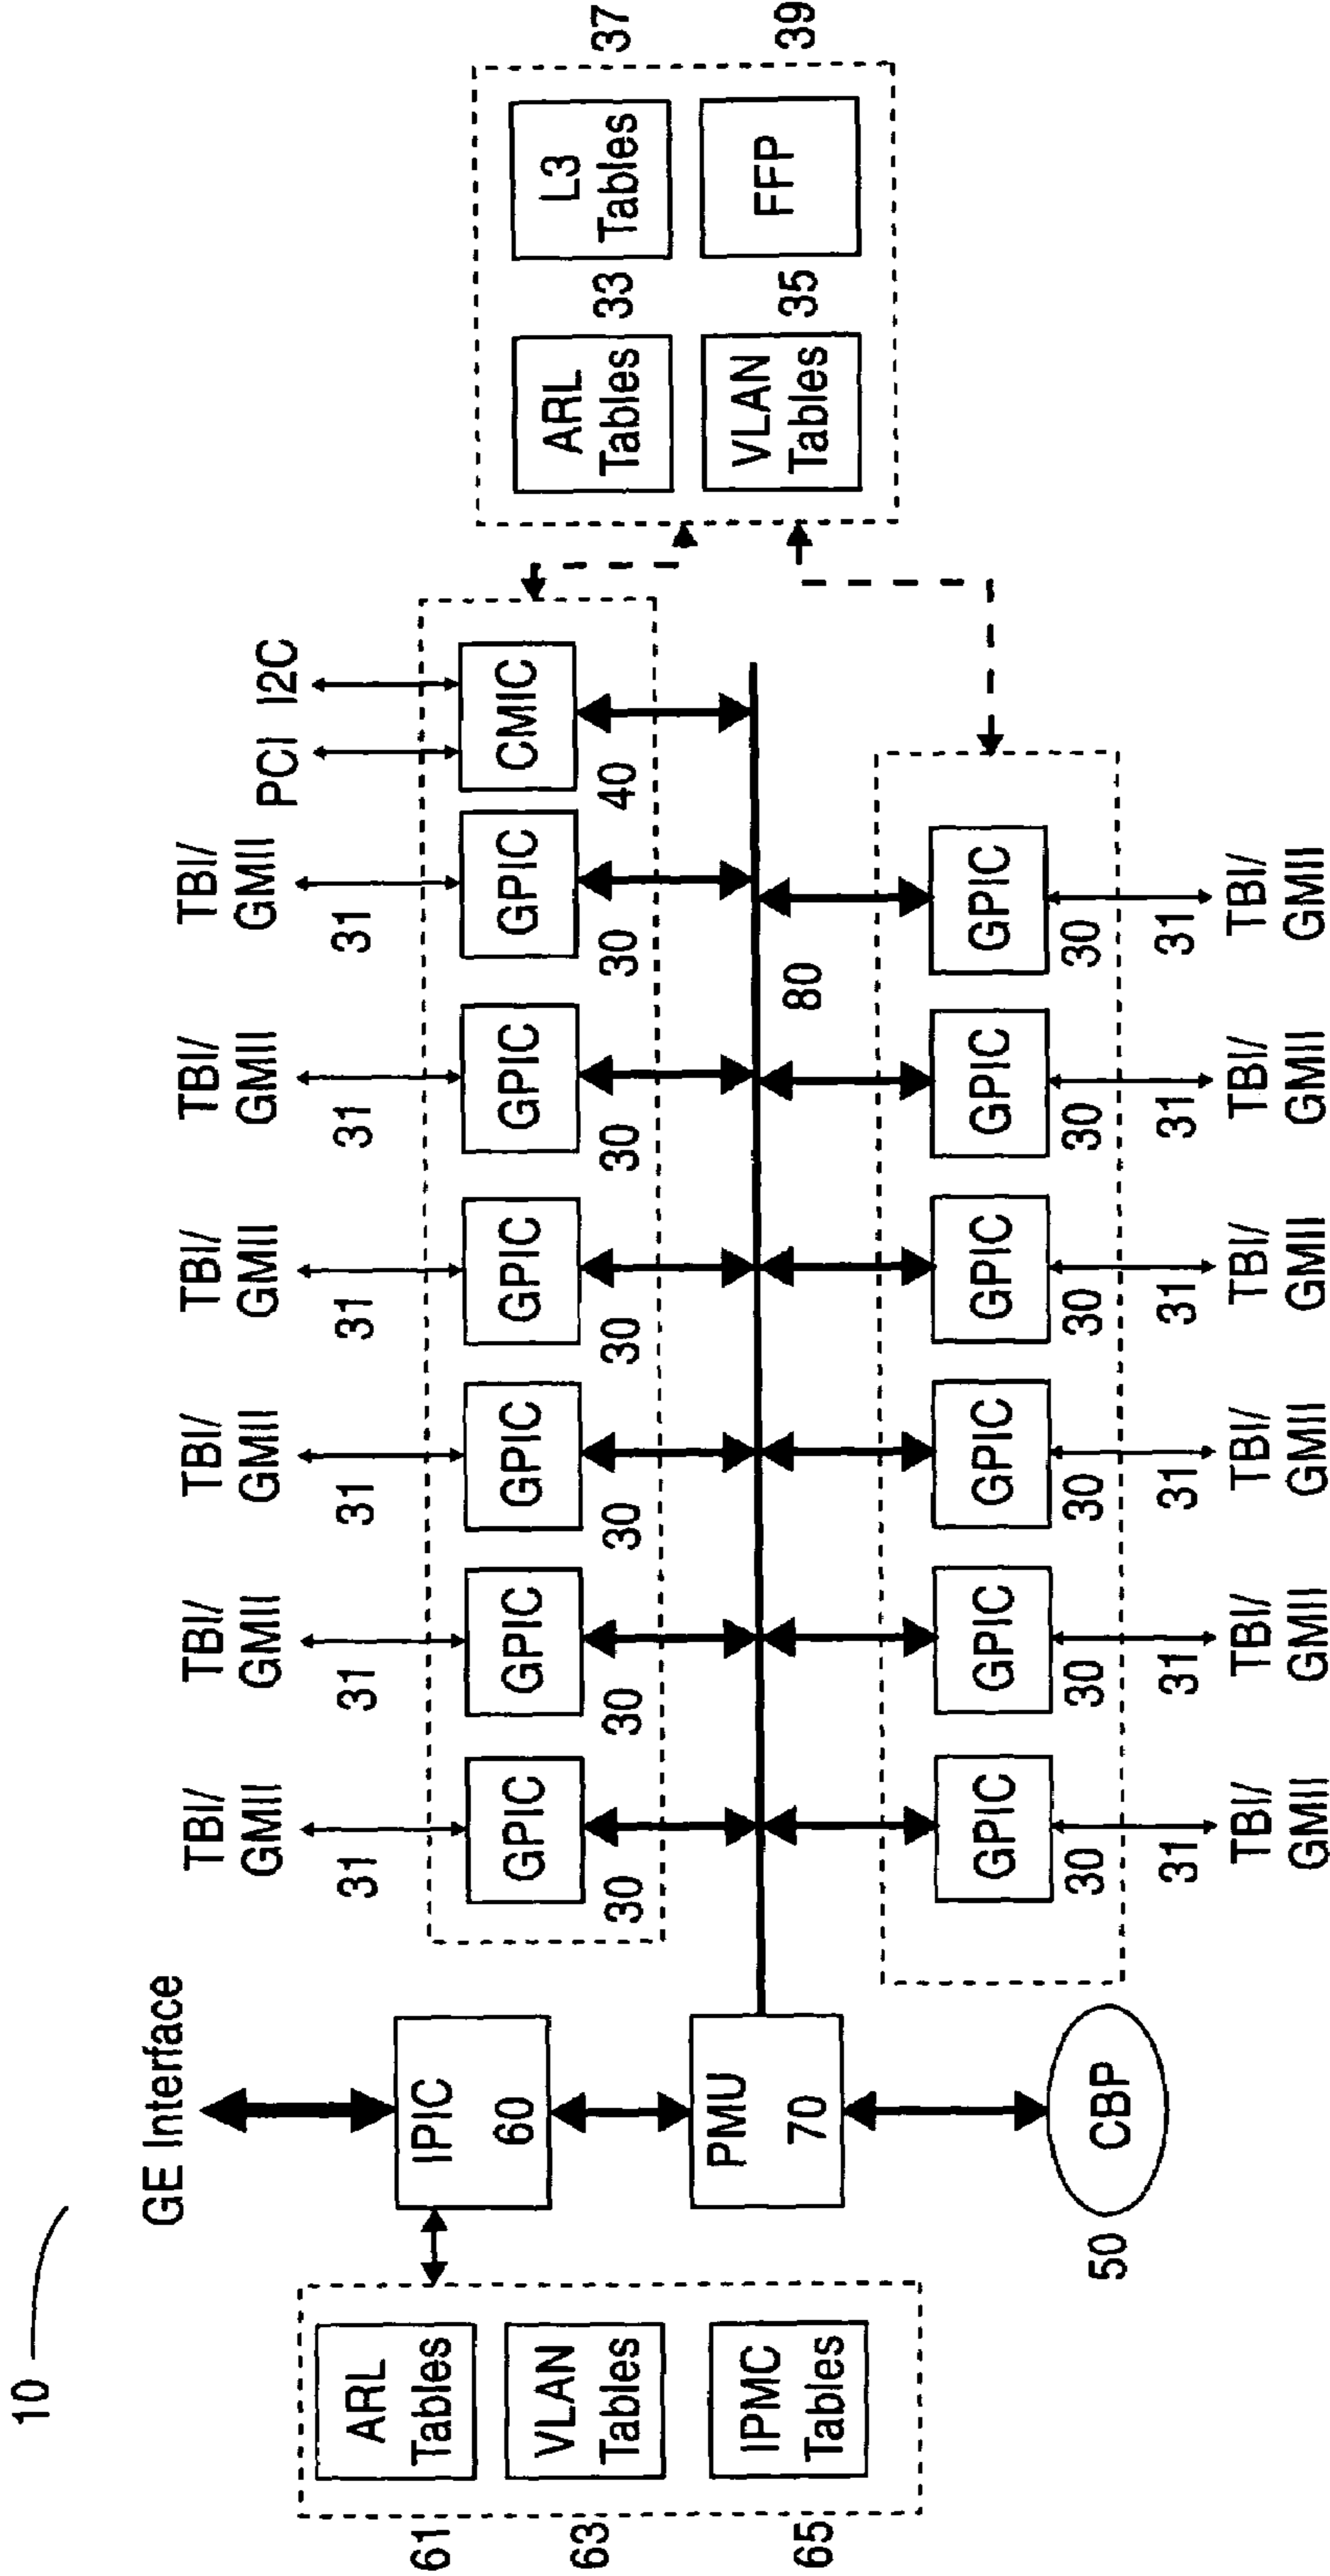 10
GE Interface
TBI/
GMII
TBI/
GMII
TBI/
GMII
TBI/
GMII
TBI/
GMII
TBI/
GMII
PCI
I2C
31
31
31
31
31
31
ARL
Tables
61
VLAN
Tables
63
IPMC
Tables
65
IPIC
60
PMU
70
CBP
50
GPIC
30
GPIC
30
GPIC
30
GPIC
30
GPIC
30
GPIC
30
CMIC
40
80
GPIC
30
GPIC
30
GPIC
30
GPIC
30
GPIC
30
GPIC
30
31
31
31
31
31
31
TBI/
GMII
TBI/
GMII
TBI/
GMII
TBI/
GMII
TBI/
GMII
TBI/
GMII
ARL
Tables
33
L3
Tables
37
VLAN
Tables
35
FFP
39